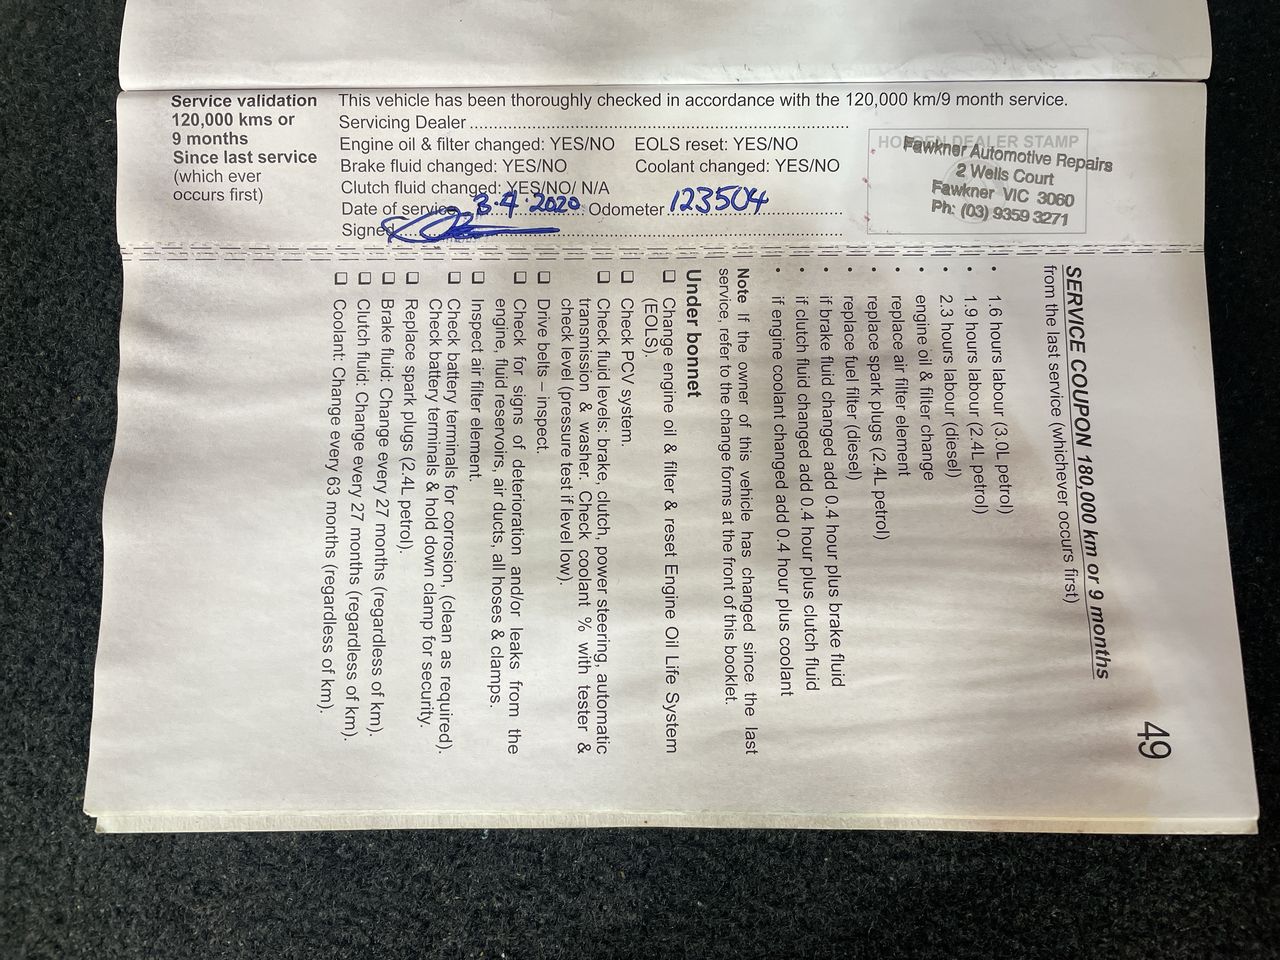 Service validation
120,000 kms or
9 months
Since last service
(which ever
occurs first)
This vehicle has been thoroughly checked in accordance with the 120,000 km/9 month service.
Servicing Dealer
Engine oil & filter changed: YES/NO EOLS reset: YES/NO
Brake fluid changed: YES/NO Coolant changed: YES/NO
Clutch fluid changed: YES/NO/ N/A
Date of service 3·4·2020 Odometer 123504
Signed
HOLDEN DEALER STAMP
Fawkner Automotive Repairs
2 Wells Court
Fawkner VIC 3060
Ph: (03) 9359 3271
49
SERVICE COUPON 180,000 km or 9 months
from the last service (whichever occurs first)
• 1.6 hours labour (3.0L petrol)
• 1.9 hours labour (2.4L petrol)
• 2.3 hours labour (diesel)
• engine oil & filter change
• replace air filter element
• replace spark plugs (2.4L petrol)
• replace fuel filter (diesel)
• if brake fluid changed add 0.4 hour plus brake fluid
• if clutch fluid changed add 0.4 hour plus clutch fluid
• if engine coolant changed add 0.4 hour plus coolant
Note If the owner of this vehicle has changed since the last
service, refer to the change forms at the front of this booklet.
Under bonnet
❑ Change engine oil & filter & reset Engine Oil Life System
(EOLS).
❑ Check PCV system.
❑ Check fluid levels: brake, clutch, power steering, automatic
transmission & washer. Check coolant % with tester &
check level (pressure test if level low).
❑ Drive belts – inspect.
❑ Check for signs of deterioration and/or leaks from the
engine, fluid reservoirs, air ducts, all hoses & clamps.
❑ Inspect air filter element.
❑ Check battery terminals for corrosion, (clean as required).
Check battery terminals & hold down clamp for security.
❑ Replace spark plugs (2.4L petrol).
❑ Brake fluid: Change every 27 months (regardless of km).
❑ Clutch fluid: Change every 27 months (regardless of km).
❑ Coolant: Change every 63 months (regardless of km).